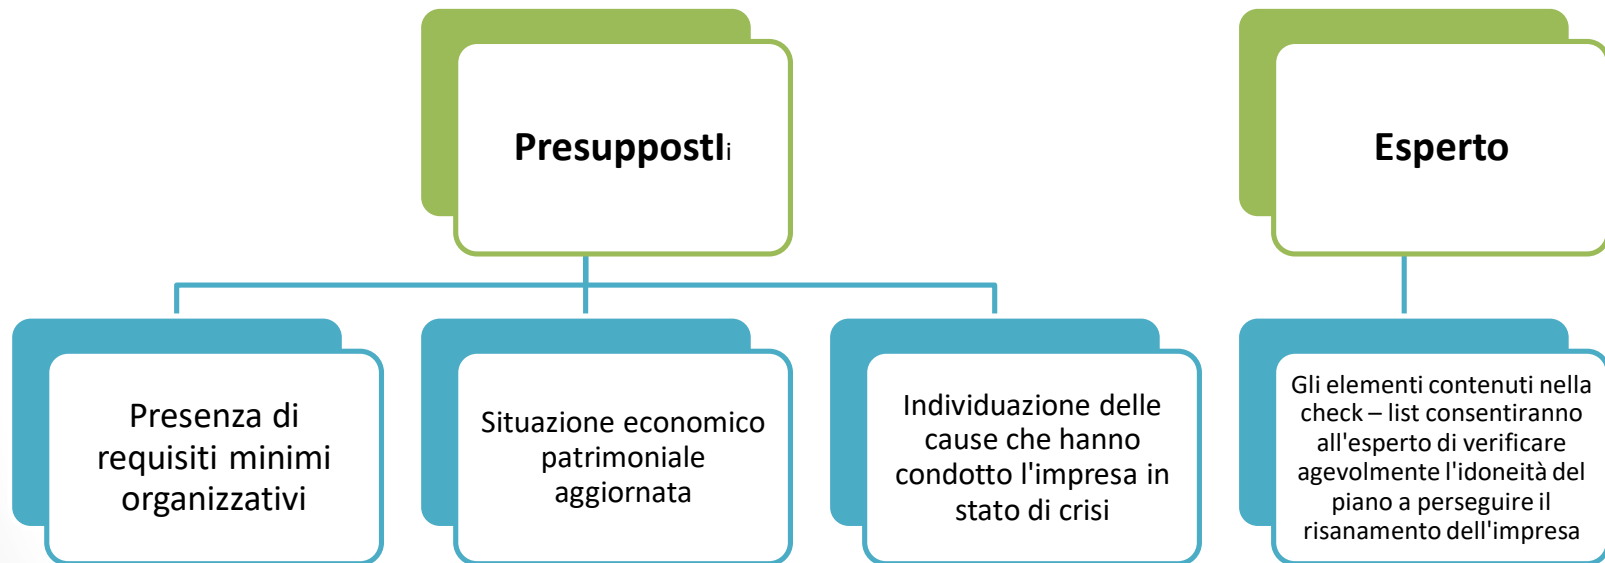 PresuppostIi
Esperto
Presenza di
requisiti minimi
organizzativi
Situazione economico
patrimoniale
aggiornata
Individuazione delle
cause che hanno
condotto l'impresa in
stato di crisi
Gli elementi contenuti nella
check – list consentiranno
all'esperto di verificare
agevolmente l'idoneità del
piano a perseguire il
risanamento dell'impresa